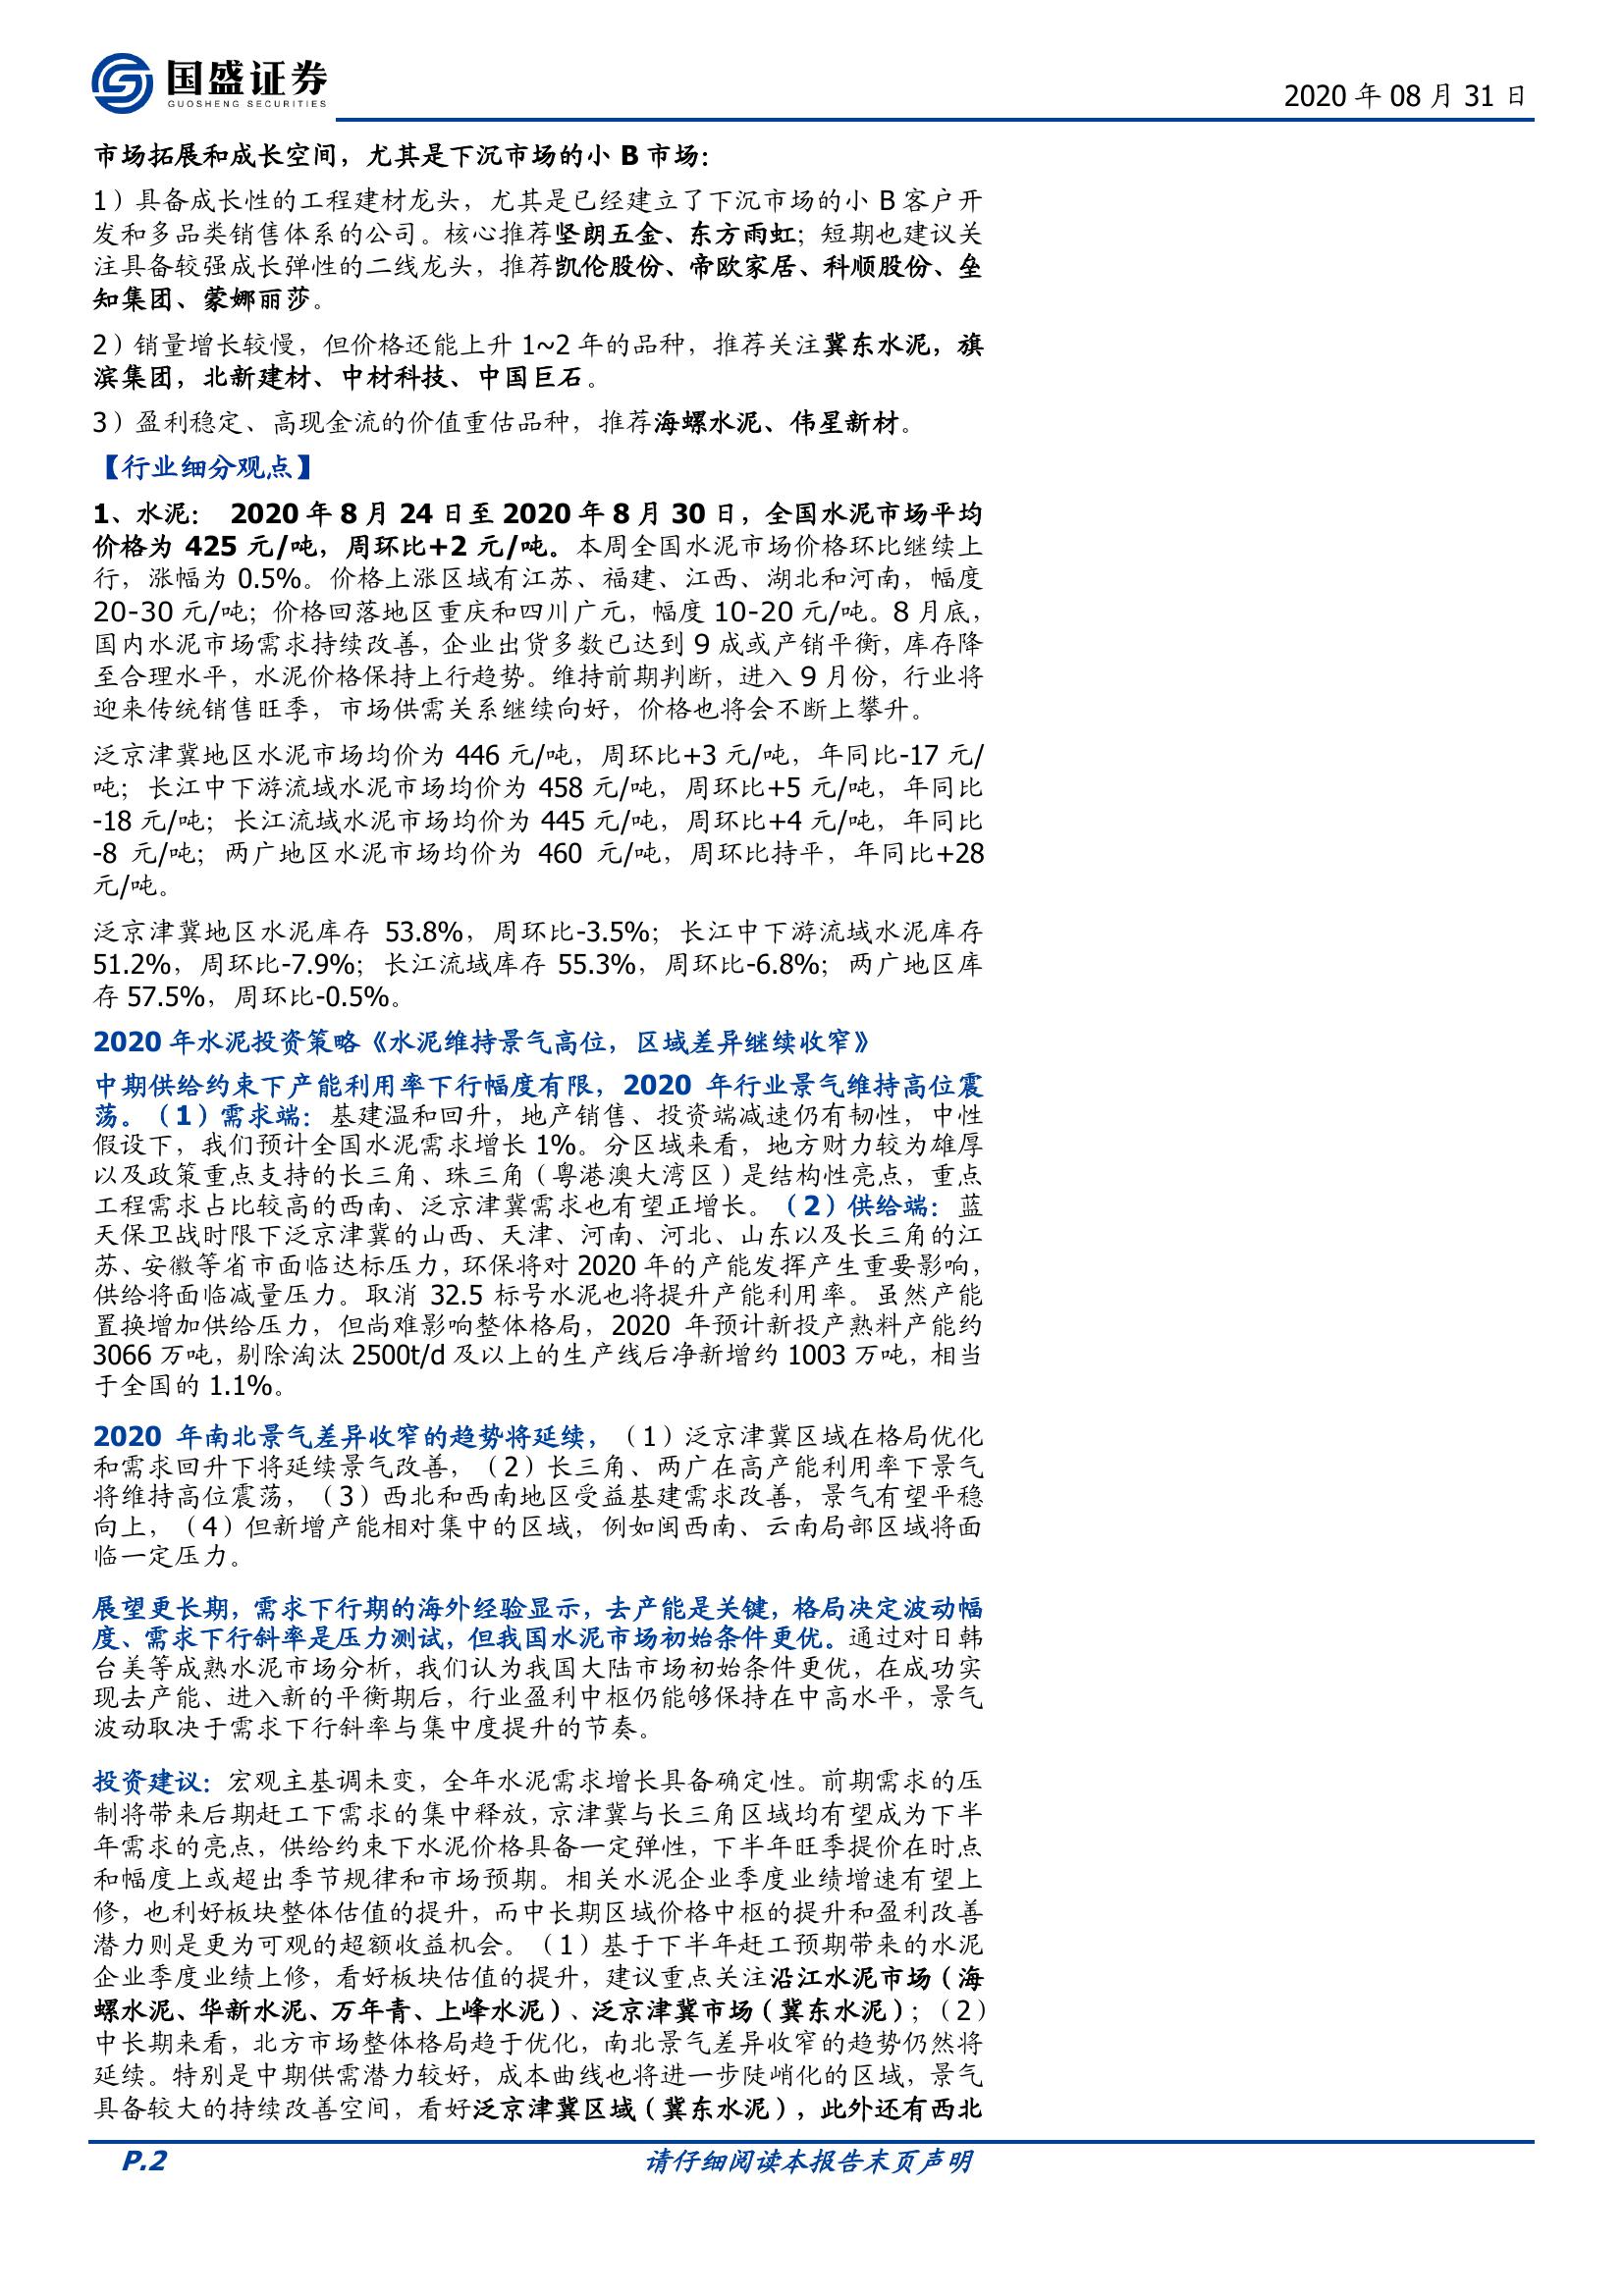 国盛证券
GUOSHENG SECURITIES
2020 年 08 月 31 日
市场拓展和成长空间，尤其是下沉市场的小 B 市场：
1）具备成长性的工程建材龙头，尤其是已经建立了下沉市场的小 B 客户开
发和多品类销售体系的公司。核心推荐坚朗五金、东方雨虹；短期也建议关
注具备较强成长弹性的二线龙头，推荐凯伦股份、帝欧家居、科顺股份、垒
知集团、蒙娜丽莎。
2）销量增长较慢，但价格还能上升 1~2 年的品种，推荐关注冀东水泥，旗
滨集团，北新建材、中材科技、中国巨石。
3）盈利稳定、高现金流的价值重估品种，推荐海螺水泥、伟星新材。
【行业细分观点】
1、水泥： 2020 年 8 月 24 日至 2020 年 8 月 30 日，全国水泥市场平均
价格为 425 元/吨，周环比+2 元/吨。本周全国水泥市场价格环比继续上
行，涨幅为 0.5%。价格上涨区域有江苏、福建、江西、湖北和河南，幅度
20-30 元/吨；价格回落地区重庆和四川广元，幅度 10-20 元/吨。8 月底，
国内水泥市场需求持续改善，企业出货多数已达到 9 成或产销平衡，库存降
至合理水平，水泥价格保持上行趋势。维持前期判断，进入 9 月份，行业将
迎来传统销售旺季，市场供需关系继续向好，价格也将会不断上攀升。
泛京津冀地区水泥市场均价为 446 元/吨，周环比+3 元/吨，年同比-17 元/
吨；长江中下游流域水泥市场均价为 458 元/吨，周环比+5 元/吨，年同比
-18 元/吨；长江流域水泥市场均价为 445 元/吨，周环比+4 元/吨，年同比
-8 元/吨；两广地区水泥市场均价为 460 元/吨，周环比持平，年同比+28
元/吨。
泛京津冀地区水泥库存 53.8%，周环比-3.5%；长江中下游流域水泥库存
51.2%，周环比-7.9%；长江流域库存 55.3%，周环比-6.8%；两广地区库
存 57.5%，周环比-0.5%。
2020 年水泥投资策略《水泥维持景气高位，区域差异继续收窄》
中期供给约束下产能利用率下行幅度有限，2020 年行业景气维持高位震
荡。（1）需求端：基建温和回升，地产销售、投资端减速仍有韧性，中性
假设下，我们预计全国水泥需求增长 1%。分区域来看，地方财力较为雄厚
以及政策重点支持的长三角、珠三角（粤港澳大湾区）是结构性亮点，重点
工程需求占比较高的西南、泛京津冀需求也有望正增长。（2）供给端：蓝
天保卫战时限下泛京津冀的山西、天津、河南、河北、山东以及长三角的江
苏、安徽等省市面临达标压力，环保将对 2020 年的产能发挥产生重要影响，
供给将面临减量压力。取消 32.5 标号水泥也将提升产能利用率。虽然产能
置换增加供给压力，但尚难影响整体格局，2020 年预计新投产熟料产能约
3066 万吨，剔除淘汰 2500t/d 及以上的生产线后净新增约 1003 万吨，相当
于全国的 1.1%。
2020 年南北景气差异收窄的趋势将延续，（1）泛京津冀区域在格局优化
和需求回升下将延续景气改善，（2）长三角、两广在高产能利用率下景气
将维持高位震荡，（3）西北和西南地区受益基建需求改善，景气有望平稳
向上，（4）但新增产能相对集中的区域，例如闽西南、云南局部区域将面
临一定压力。
展望更长期，需求下行期的海外经验显示，去产能是关键，格局决定波动幅
度、需求下行斜率是压力测试，但我国水泥市场初始条件更优。通过对日韩
台美等成熟水泥市场分析，我们认为我国大陆市场初始条件更优，在成功实
现去产能、进入新的平衡期后，行业盈利中枢仍能够保持在中高水平，景气
波动取决于需求下行斜率与集中度提升的节奏。
投资建议：宏观主基调未变，全年水泥需求增长具备确定性。前期需求的压
制将带来后期赶工下需求的集中释放，京津冀与长三角区域均有望成为下半
年需求的亮点，供给约束下水泥价格具备一定弹性，下半年旺季提价在时点
和幅度上或超出季节规律和市场预期。相关水泥企业季度业绩增速有望上
修，也利好板块整体估值的提升，而中长期区域价格中枢的提升和盈利改善
潜力则是更为可观的超额收益机会。（1）基于下半年赶工预期带来的水泥
企业季度业绩上修，看好板块估值的提升，建议重点关注沿江水泥市场（海
螺水泥、华新水泥、万年青、上峰水泥）、泛京津冀市场（冀东水泥）；（2）
中长期来看，北方市场整体格局趋于优化，南北景气差异收窄的趋势仍然将
延续。特别是中期供需潜力较好，成本曲线也将进一步陡峭化的区域，景气
具备较大的持续改善空间，看好泛京津冀区域（冀东水泥），此外还有西北
P.2
请仔细阅读本报告末页声明